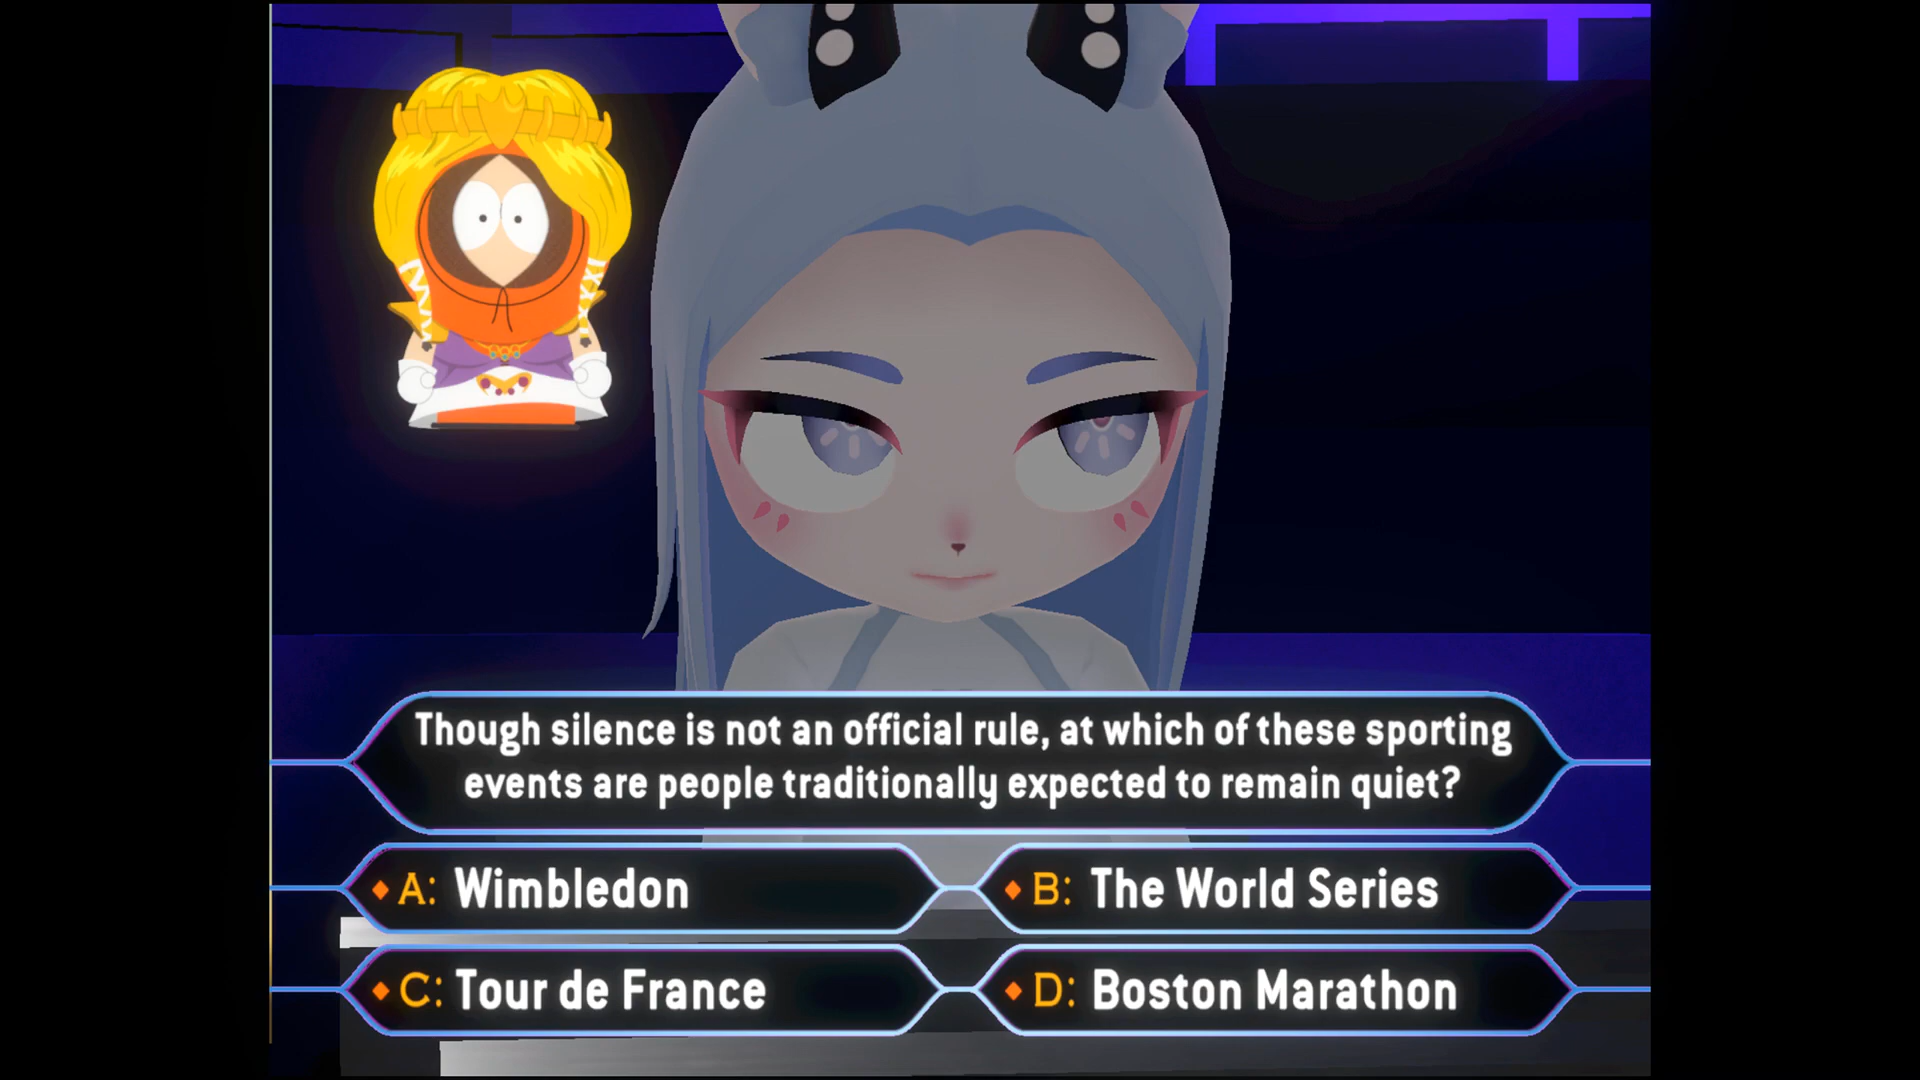 Though silence is not an official rule, at which of these sporting
events are people traditionally expected to remain quiet?
A: Wimbledon
B: The World Series
C: Tour de France
D: Boston Marathon